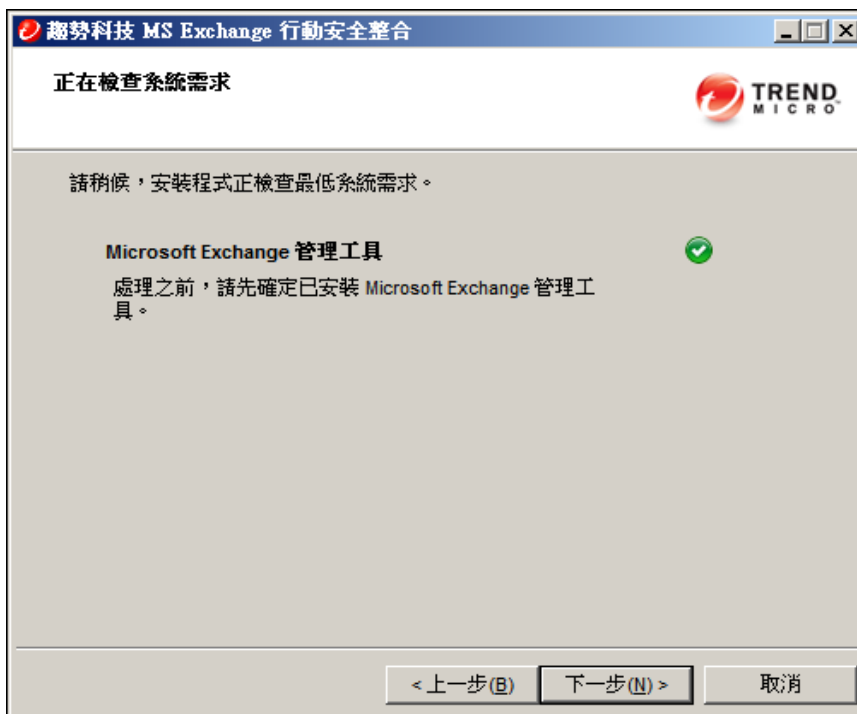 趨勢科技 MS Exchange 行動安全整合
正在檢查系統需求
TREND
MICRO™
請稍候，安裝程式正檢查最低系統需求。
Microsoft Exchange 管理工具
處理之前，請先確定已安裝 Microsoft Exchange 管理工
具。
<上一步(B)
下一步(N)>
取消